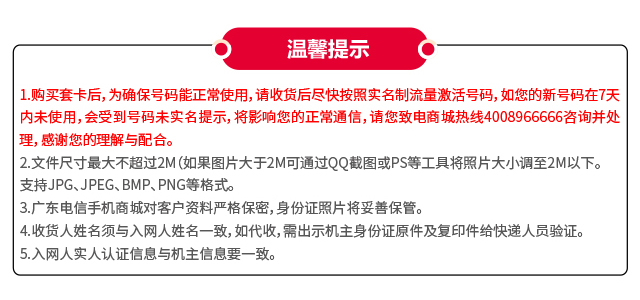 温馨提示
1.购买套卡后，为确保号码能正常使用，请收货后尽快按照实名制流量激活号码，如您的新号码在7天
内未使用，会受到号码未实名提示，将影响您的正常通信，请您致电商城热线4008966666咨询并处
理，感谢您的理解与配合。
2.文件尺寸最大不超过2M（如果图片大于2M可通过QQ截图或PS等工具将照片大小调至2M以下。
支持JPG、JPEG、BMP、PNG等格式。
3.广东电信手机商城对客户资料严格保密，身份证照片将妥善保管。
4.收货人姓名须与入网人姓名一致，如代收，需出示机主身份证原件及复印件给快递人员验证。
5.入网人实人认证信息与机主信息要一致。